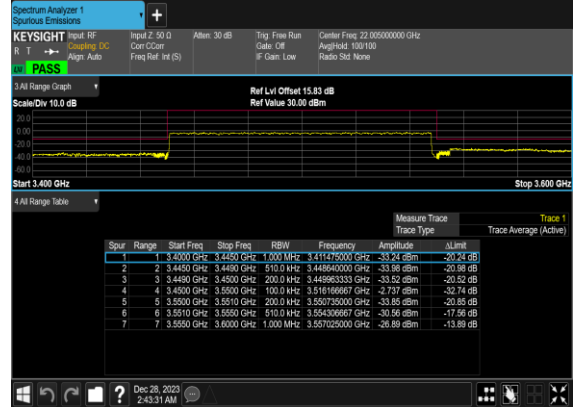 Spectrum Analyzer 1
Spurious Emissions
KEYSIGHT Input: RF Input Z: 50 Ω Atten: 30 dB Trig: Free Run Center Freq: 22.005000000 GHz
R T Coupling: DC Corr CCorr Gate: Off Avg|Hold: 100/100
Align: Auto Freq Ref: Int (S) IF Gain: Low Radio Std: None
PASS
3 All Range Graph
Ref Lvl Offset 15.83 dB
Scale/Div 10.0 dB Ref Value 30.00 dBm
20.0
0.00
-20.0
-40.0
-60.0
Start 3.400 GHz Stop 3.600 GHz
4 All Range Table
Measure Trace Trace 1
Trace Type Trace Average (Active)
Spur Range Start Freq Stop Freq RBW Frequency Amplitude ΔLimit
1 1 3.4000 GHz 3.4450 GHz 1.000 MHz 3.411475000 GHz -33.24 dBm -20.24 dB
2 2 3.4450 GHz 3.4490 GHz 510.0 kHz 3.448640000 GHz -33.98 dBm -20.98 dB
3 3 3.4490 GHz 3.4500 GHz 200.0 kHz 3.449963333 GHz -33.52 dBm -20.52 dB
4 4 3.4500 GHz 3.5500 GHz 100.0 kHz 3.516166667 GHz -2.737 dBm -32.74 dB
5 5 3.5500 GHz 3.5510 GHz 200.0 kHz 3.550735000 GHz -33.85 dBm -20.85 dB
6 6 3.5510 GHz 3.5550 GHz 510.0 kHz 3.554306667 GHz -30.56 dBm -17.56 dB
7 7 3.5550 GHz 3.6000 GHz 1.000 MHz 3.557025000 GHz -26.89 dBm -13.89 dB
Dec 28, 2023
2:43:31 AM